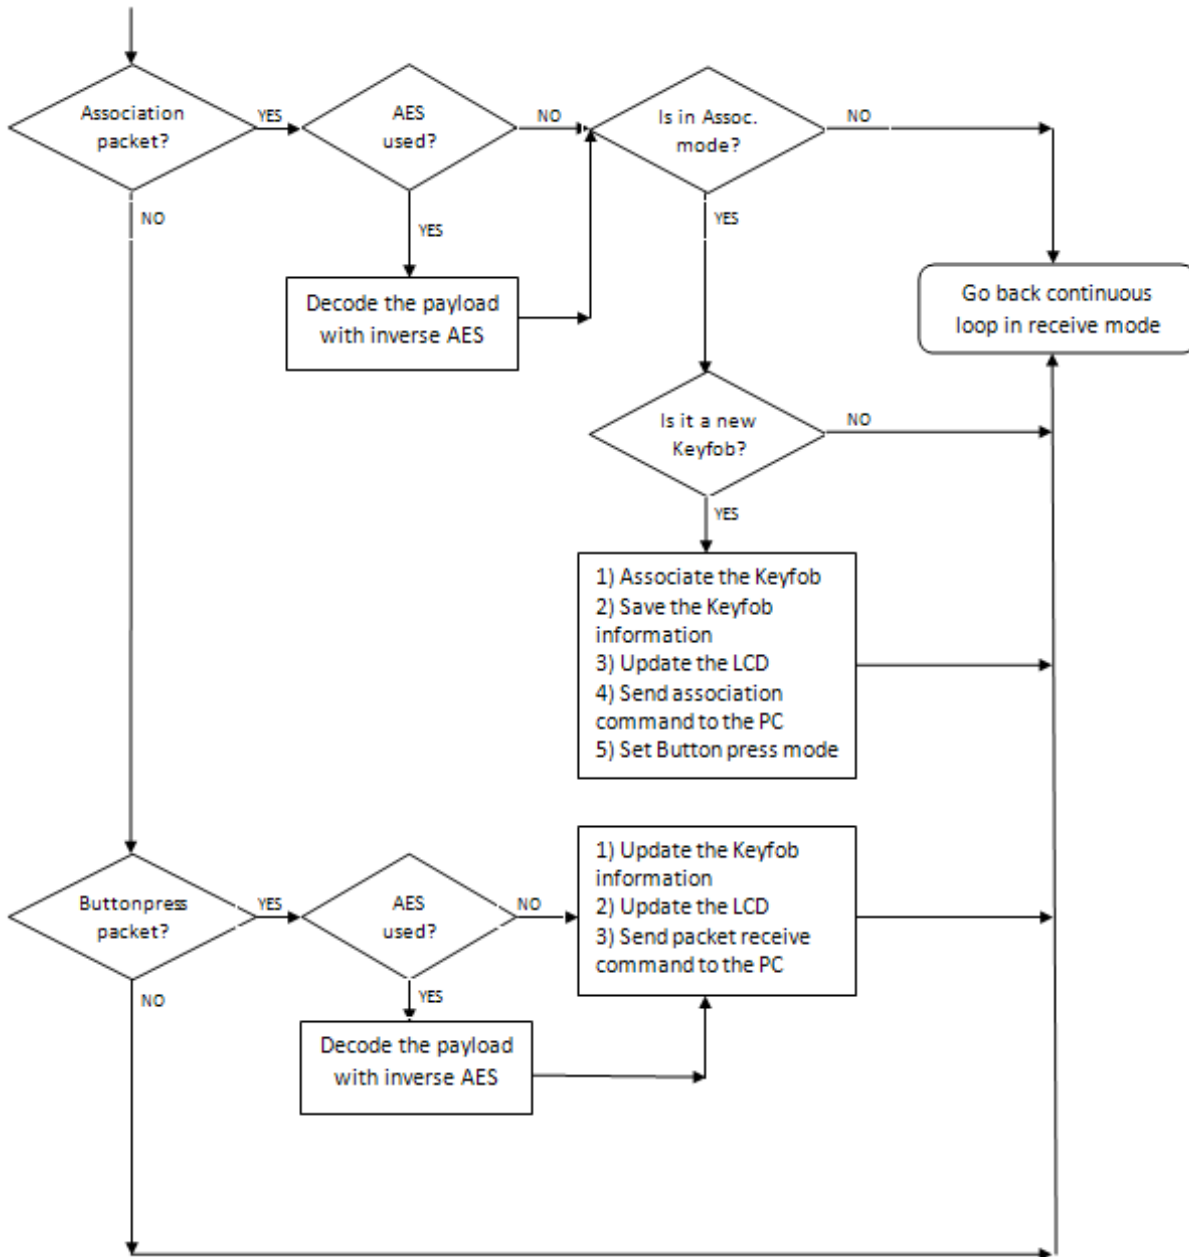 Association
packet?
YES
AES
used?
NO
Is in Assoc.
mode?
NO
NO
YES
YES
Decode the payload
with inverse AES
Go back continuous
loop in receive mode
Is it a new
Keyfob?
NO
YES
1) Associate the Keyfob
2) Save the Keyfob
information
3) Update the LCD
4) Send association
command to the PC
5) Set Button press mode
Buttonpress
packet?
YES
AES
used?
NO
1) Update the Keyfob
information
2) Update the LCD
3) Send packet receive
command to the PC
NO
YES
Decode the payload
with inverse AES